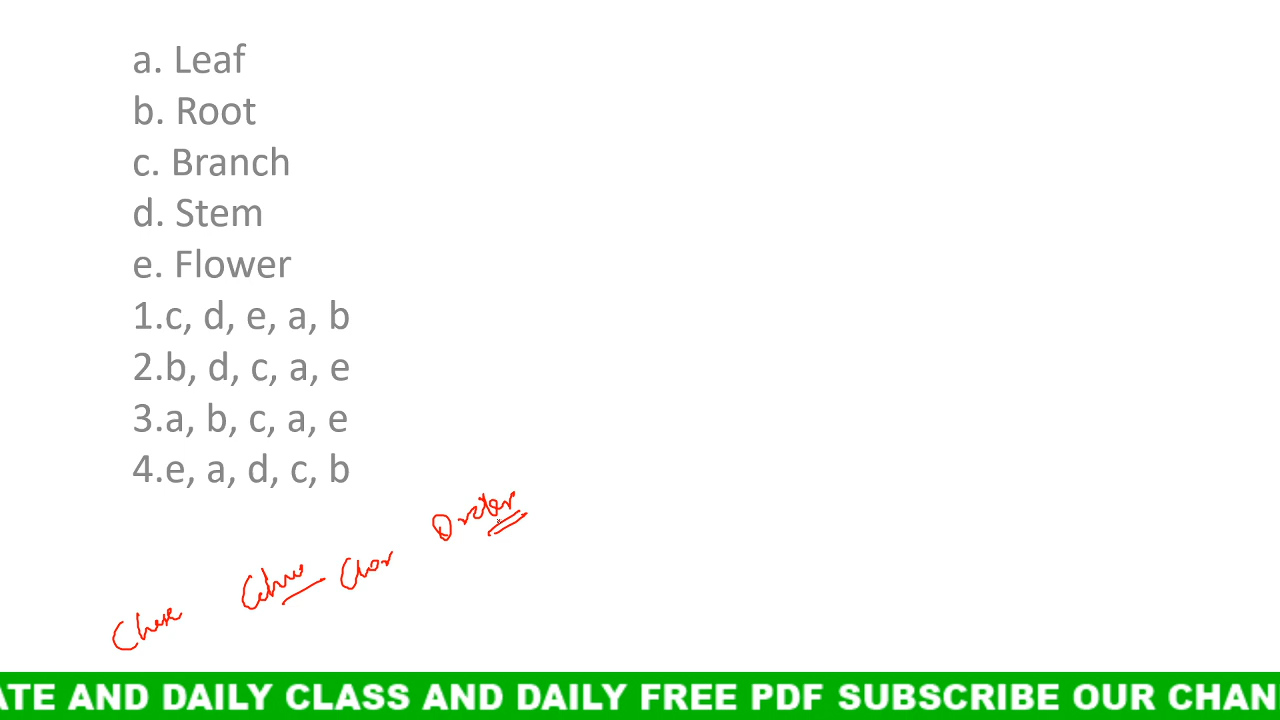 a. Leaf
b. Root
c. Branch
d. Stem
e. Flower
1.c, d, e, a, b
2.b, d, c, a, e
3.a, b, c, a, e
4.e, a, d, c, b
ATE AND DAILY CLASS AND DAILY FREE PDF SUBSCRIBE OUR CHAN